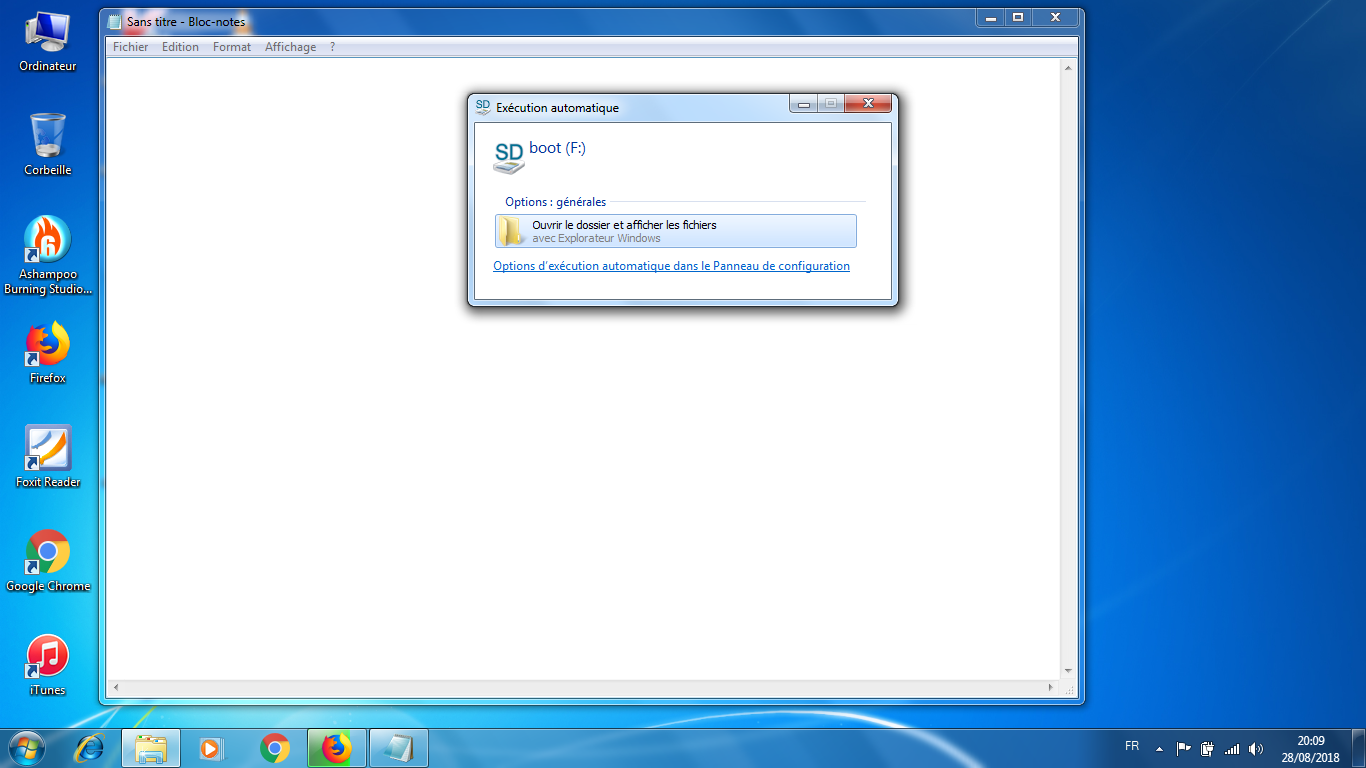 Ordinateur
Corbeille
Ashampoo
Burning Studio...
Firefox
Foxit Reader
Google Chrome
iTunes
Sans titre - Bloc-notes
Fichier Edition Format Affichage ?
SD Exécution automatique
SD boot (F:)
Options : générales
Ouvrir le dossier et afficher les fichiers
avec Explorateur Windows
Options d'exécution automatique dans le Panneau de configuration
FR
20:09
28/08/2018